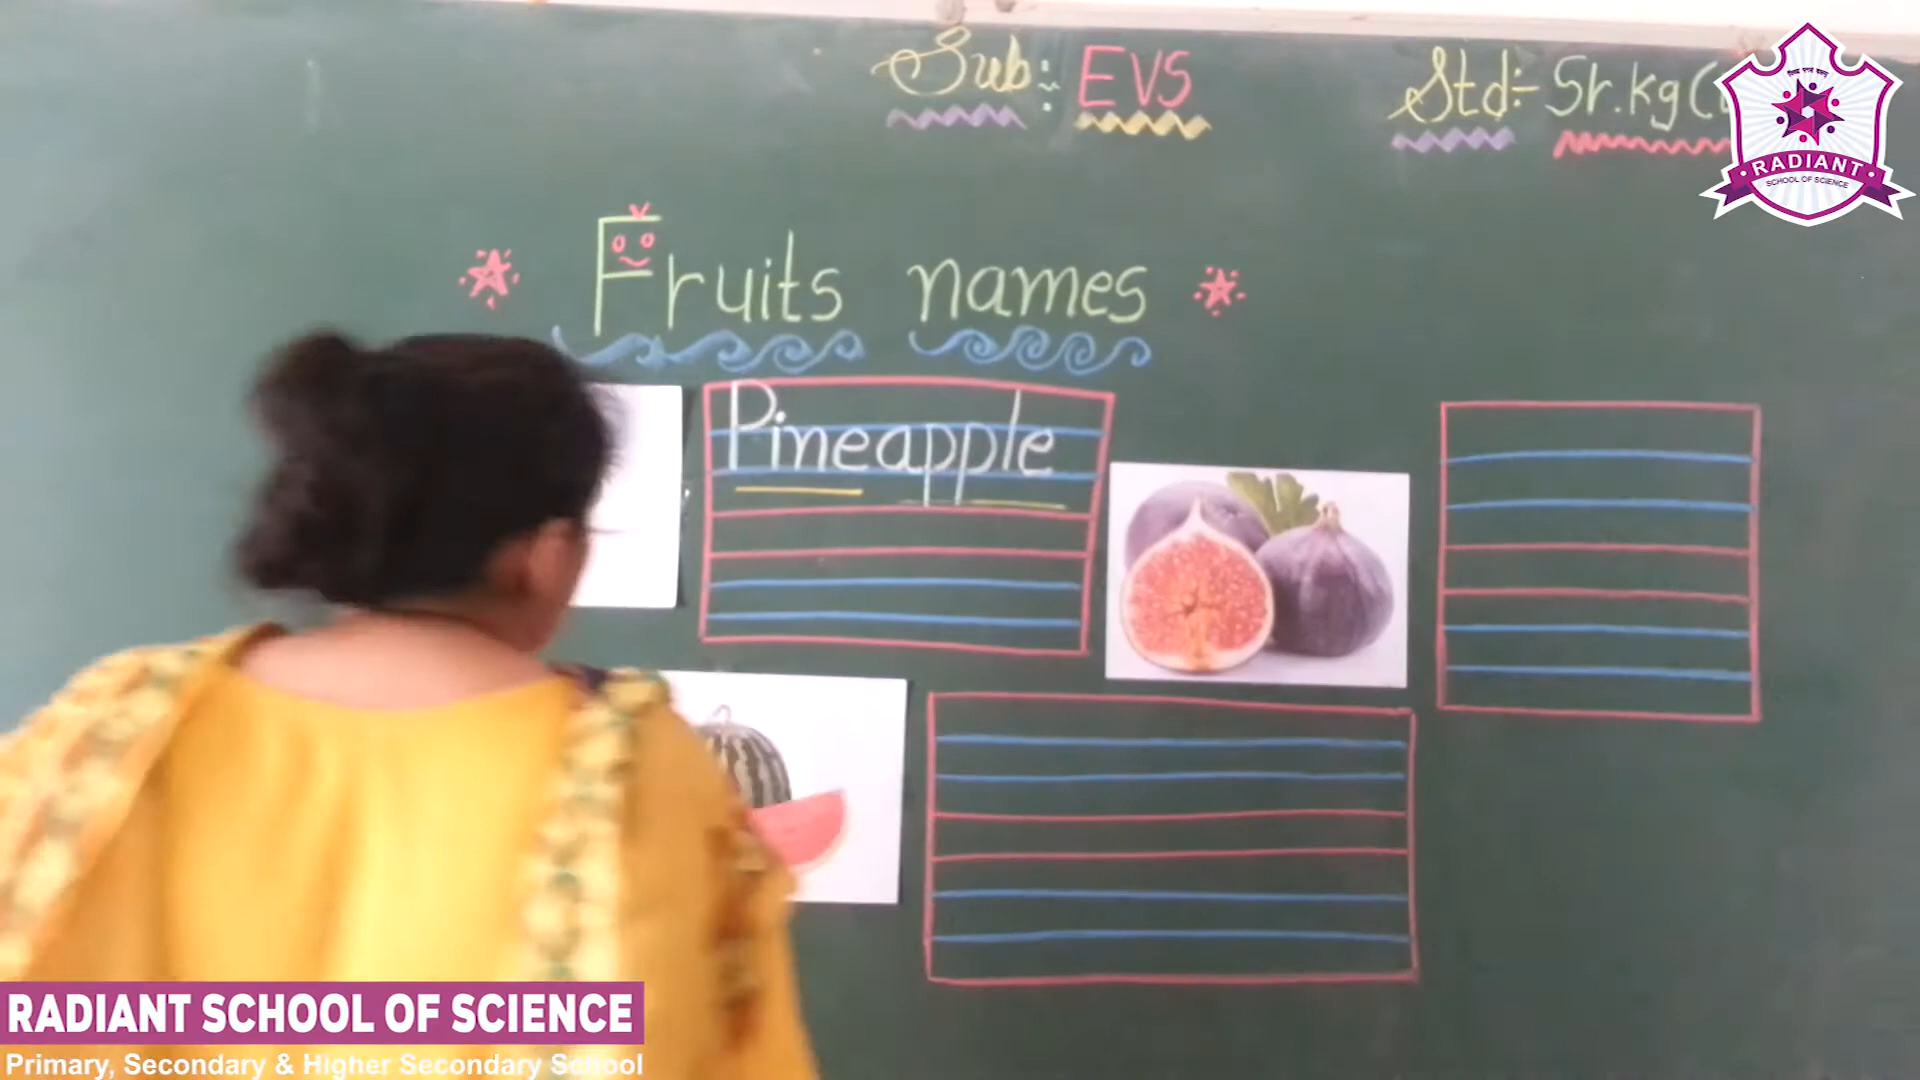 Sub: EVS
Std:- Sr.kg
Fruits names
Pineapple
RADIANT
SCHOOL OF SCIENCE
RADIANT SCHOOL OF SCIENCE
Primary, Secondary & Higher Secondary School